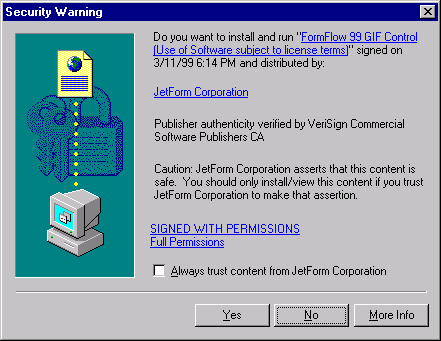 Security Warning
Do you want to install and run "FormFlow 99 GIF Control
(Use of Software subject to license terms)" signed on
3/11/99 6:14 PM and distributed by:
JetForm Corporation
Publisher authenticity verified by VeriSign Commercial
Software Publishers CA
Caution: JetForm Corporation asserts that this content is
safe.  You should only install/view this content if you trust
JetForm Corporation to make that assertion.
SIGNED WITH PERMISSIONS
Full Permissions
Always trust content from JetForm Corporation
Yes No More Info